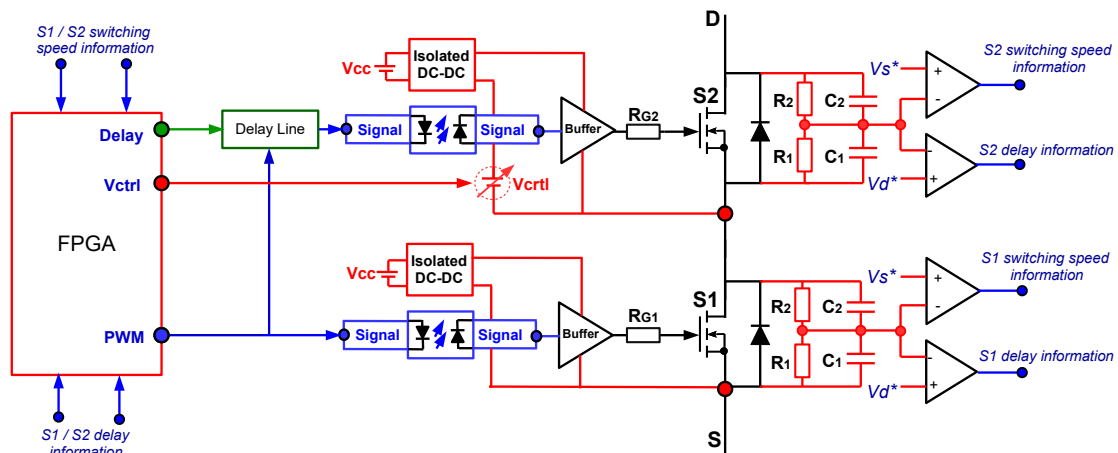 S1 / S2 switching
speed information
D
Isolated
DC-DC
Vcc
S2 switching speed
information
Vs*
+
-
S2
R2
C2
Delay
Delay Line
Signal
Signal
Buffer
RG2
R1
C1
-
+
S2 delay information
Vd*
Vctrl
Vcrtl
FPGA
Isolated
DC-DC
Vcc
S1 switching speed
information
Vs*
+
-
S1
R2
C2
PWM
Signal
Signal
Buffer
RG1
R1
C1
-
+
S1 delay information
Vd*
S1 / S2 delay
information
S